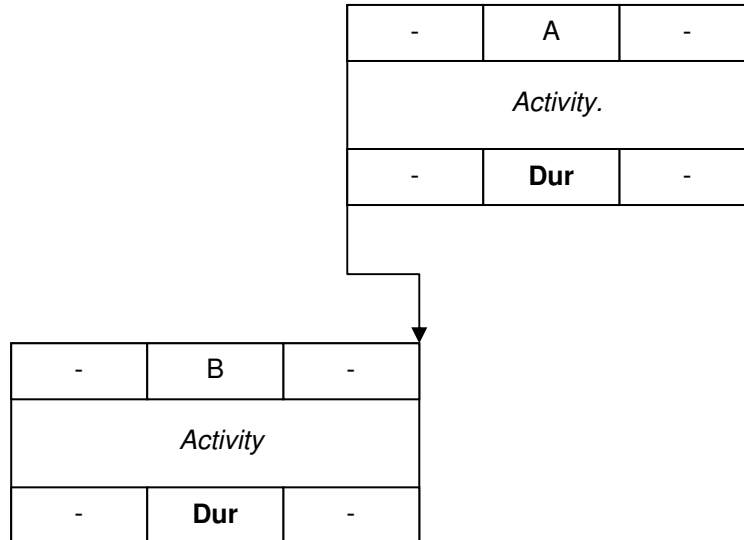 - A -
Activity.
- Dur -
- B -
Activity
- Dur -